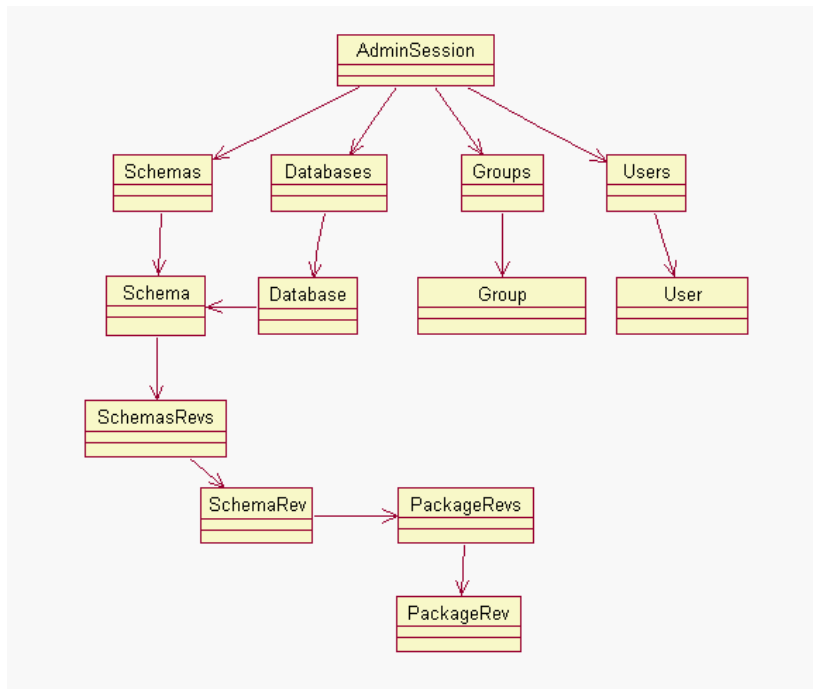 AdminSession
Schemas
Databases
Groups
Users
Schema
Database
Group
User
SchemasRevs
SchemaRev
PackageRevs
PackageRev